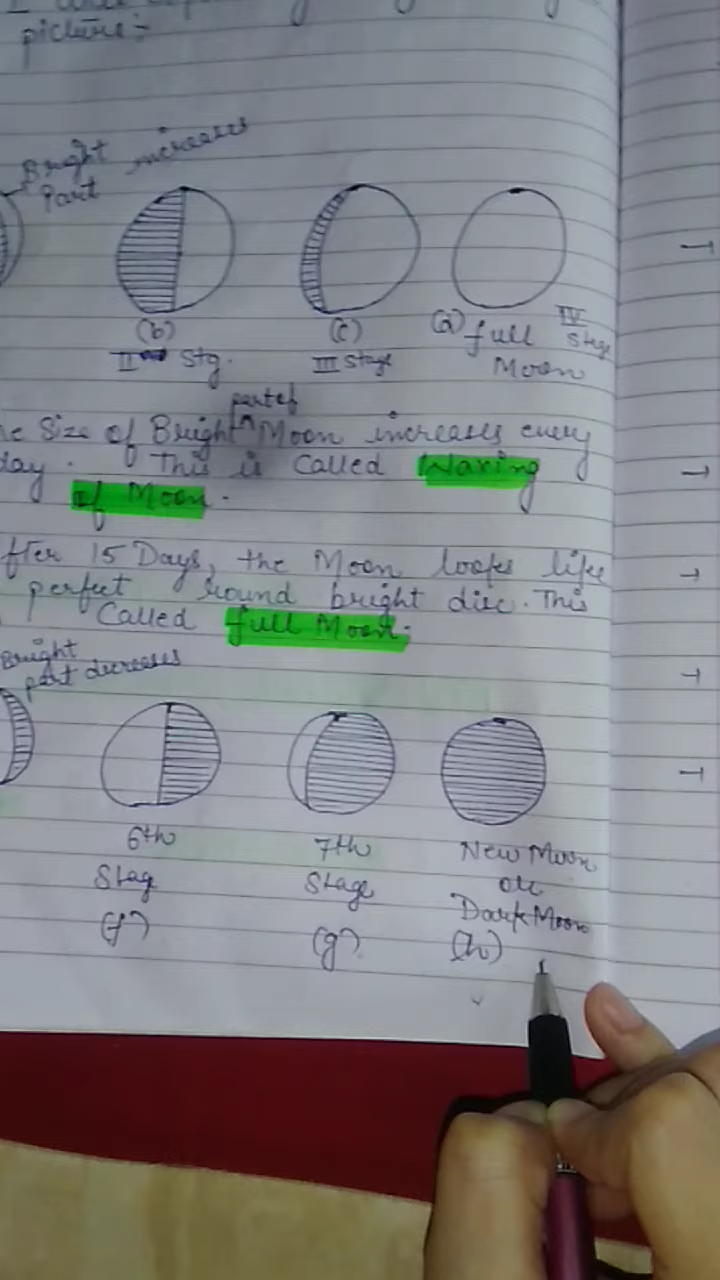 picture:-
Bright
Part increases
(b)
II Stg.
(c)
III Stage
(d) full IV Stage
Moon
part of
Size of Bright Moon increases every
day. This is Called Waxing
of Moon.
fter 15 Days, the Moon looks like
perfect round bright disc. This
Called full Moon.
Bright
part decreases
6th
Stag
(f)
7th
Stage
(g)
New Moon
or
Dark Moon
(h)